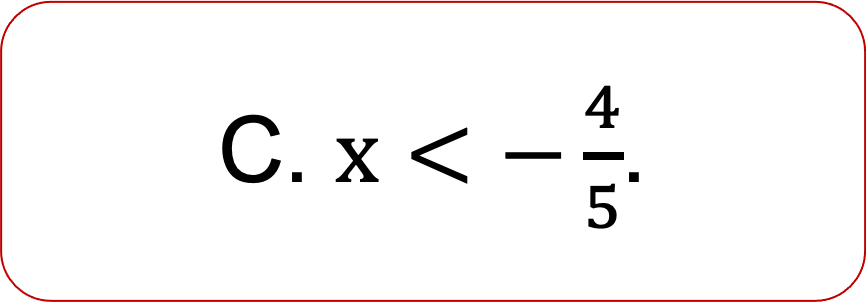 C. x < − 4/5.